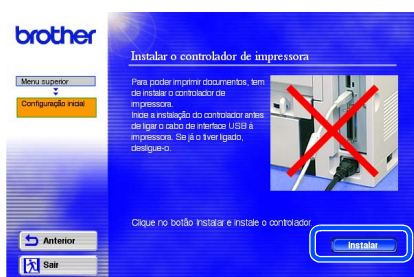 brother
Instalar o controlador de impressora
Menu superior
Configuração inicial
Para poder imprimir documentos, tem
de instalar o controlador de
impressora.
Inicie a instalação do controlador antes
de ligar o cabo de interface USB à
impressora. Se já o tiver ligado,
desligue-o.
Clique no botão Instalar e instale o controlador
Instalar
Anterior
Sair